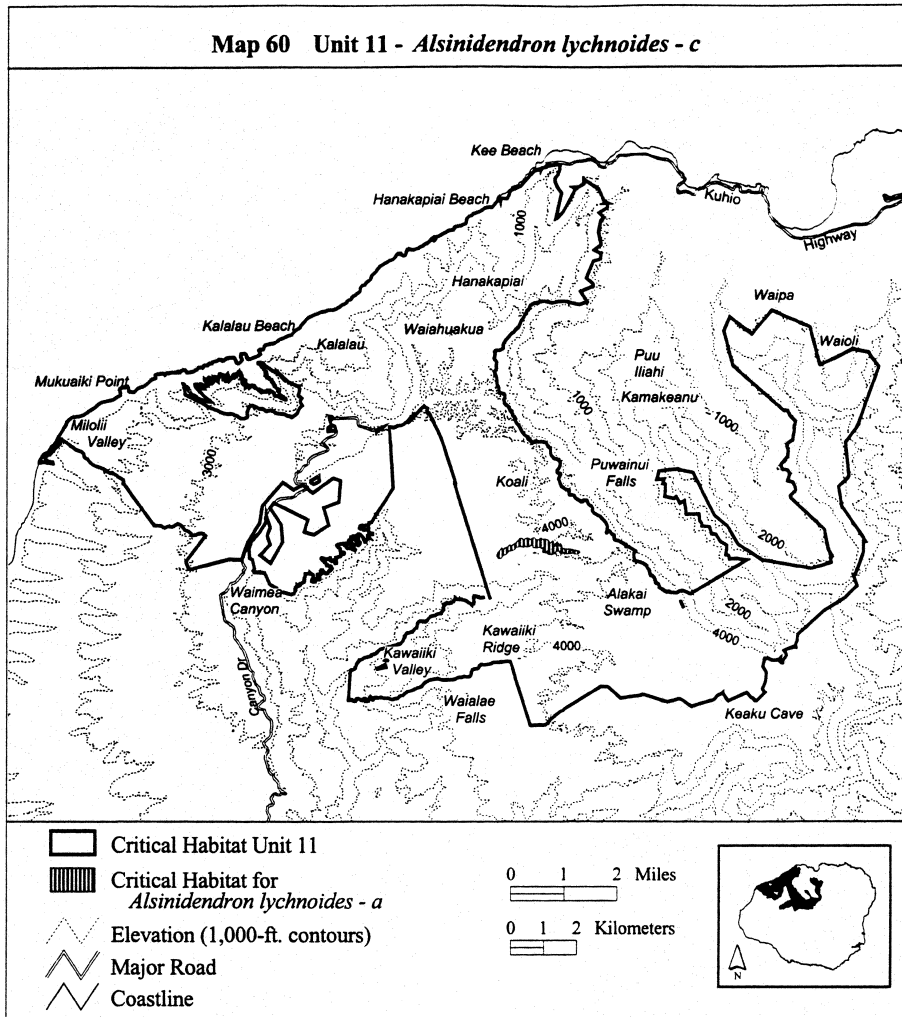 Map 60 Unit 11 - Alsinidendron lychnoides - c
Kee Beach
Hanakapiai Beach
1000
Kuhio
Highway
Hanakapiai
Waipa
Kalalau Beach
Kalalau
Waiahuakua
Waioli
Puu
Iliahi
Mukuaiki Point
Kamakeanu
1000
1000
Milolii
Valley
3000
Koali
Puwainui
Falls
4000
2000
Waimea
Canyon
Alakai
Swamp
2000
4000
Kawaiiki
Ridge
4000
Kawaiiki
Valley
Canyon Dr
Waialae
Falls
Keaku Cave
Critical Habitat Unit 11
Critical Habitat for
Alsinidendron lychnoides - a
Elevation (1,000-ft. contours)
Major Road
Coastline
0 1 2 Miles
0 1 2 Kilometers
N